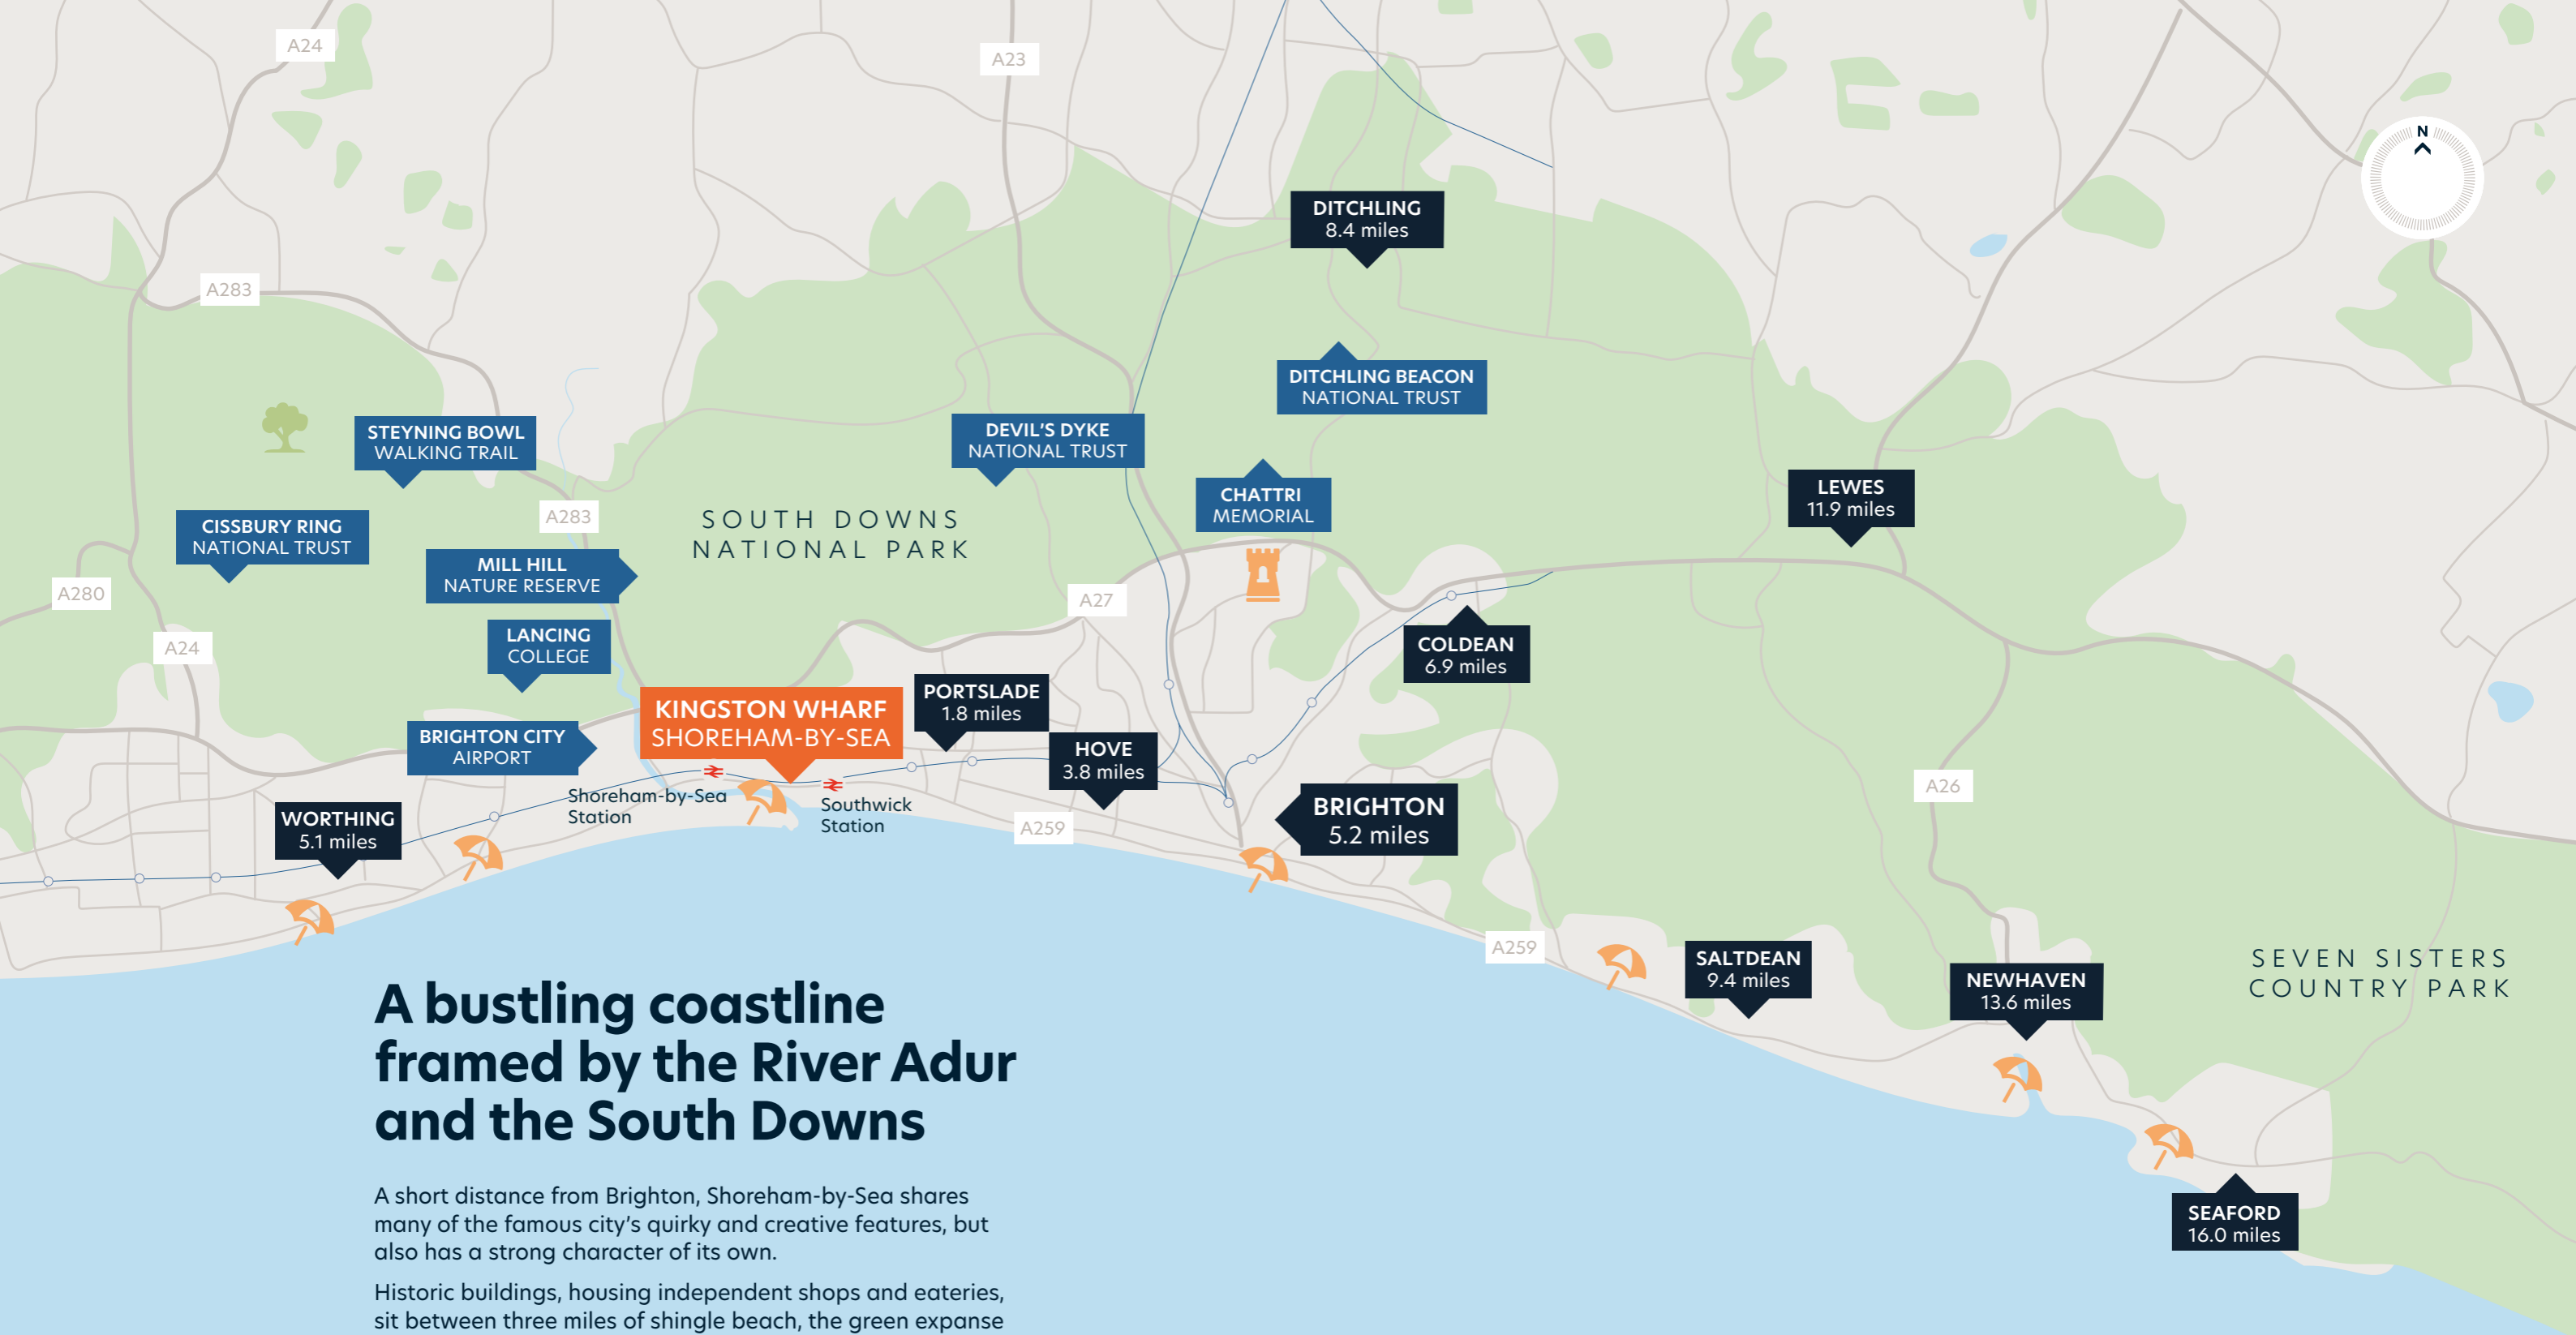 A24
A23
N
DITCHLING
8.4 miles
A283
DITCHLING BEACON
NATIONAL TRUST
STEYNING BOWL
WALKING TRAIL
DEVIL'S DYKE
NATIONAL TRUST
CHATTRI
MEMORIAL
LEWES
11.9 miles
CISSBURY RING
NATIONAL TRUST
A283
SOUTH DOWNS
NATIONAL PARK
MILL HILL
NATURE RESERVE
A280
A27
LANCING
COLLEGE
A24
COLDEAN
6.9 miles
KINGSTON WHARF
SHOREHAM-BY-SEA
PORTSLADE
1.8 miles
BRIGHTON CITY
AIRPORT
HOVE
3.8 miles
A26
Shoreham-by-Sea
Station
Southwick
Station
BRIGHTON
5.2 miles
WORTHING
5.1 miles
A259
A259
SALTDEAN
9.4 miles
NEWHAVEN
13.6 miles
SEVEN SISTERS
COUNTRY PARK
SEAFORD
16.0 miles
A bustling coastline
framed by the River Adur
and the South Downs
A short distance from Brighton, Shoreham-by-Sea shares
many of the famous city's quirky and creative features, but
also has a strong character of its own.
Historic buildings, housing independent shops and eateries,
sit between three miles of shingle beach, the green expanse